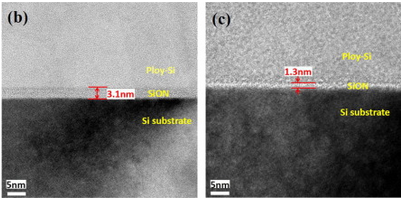 (b)
Ploy-Si
3.1nm
SiON
Si substrate
5nm
(c)
Ploy-Si
1.3nm
SiON
Si substrate
5nm